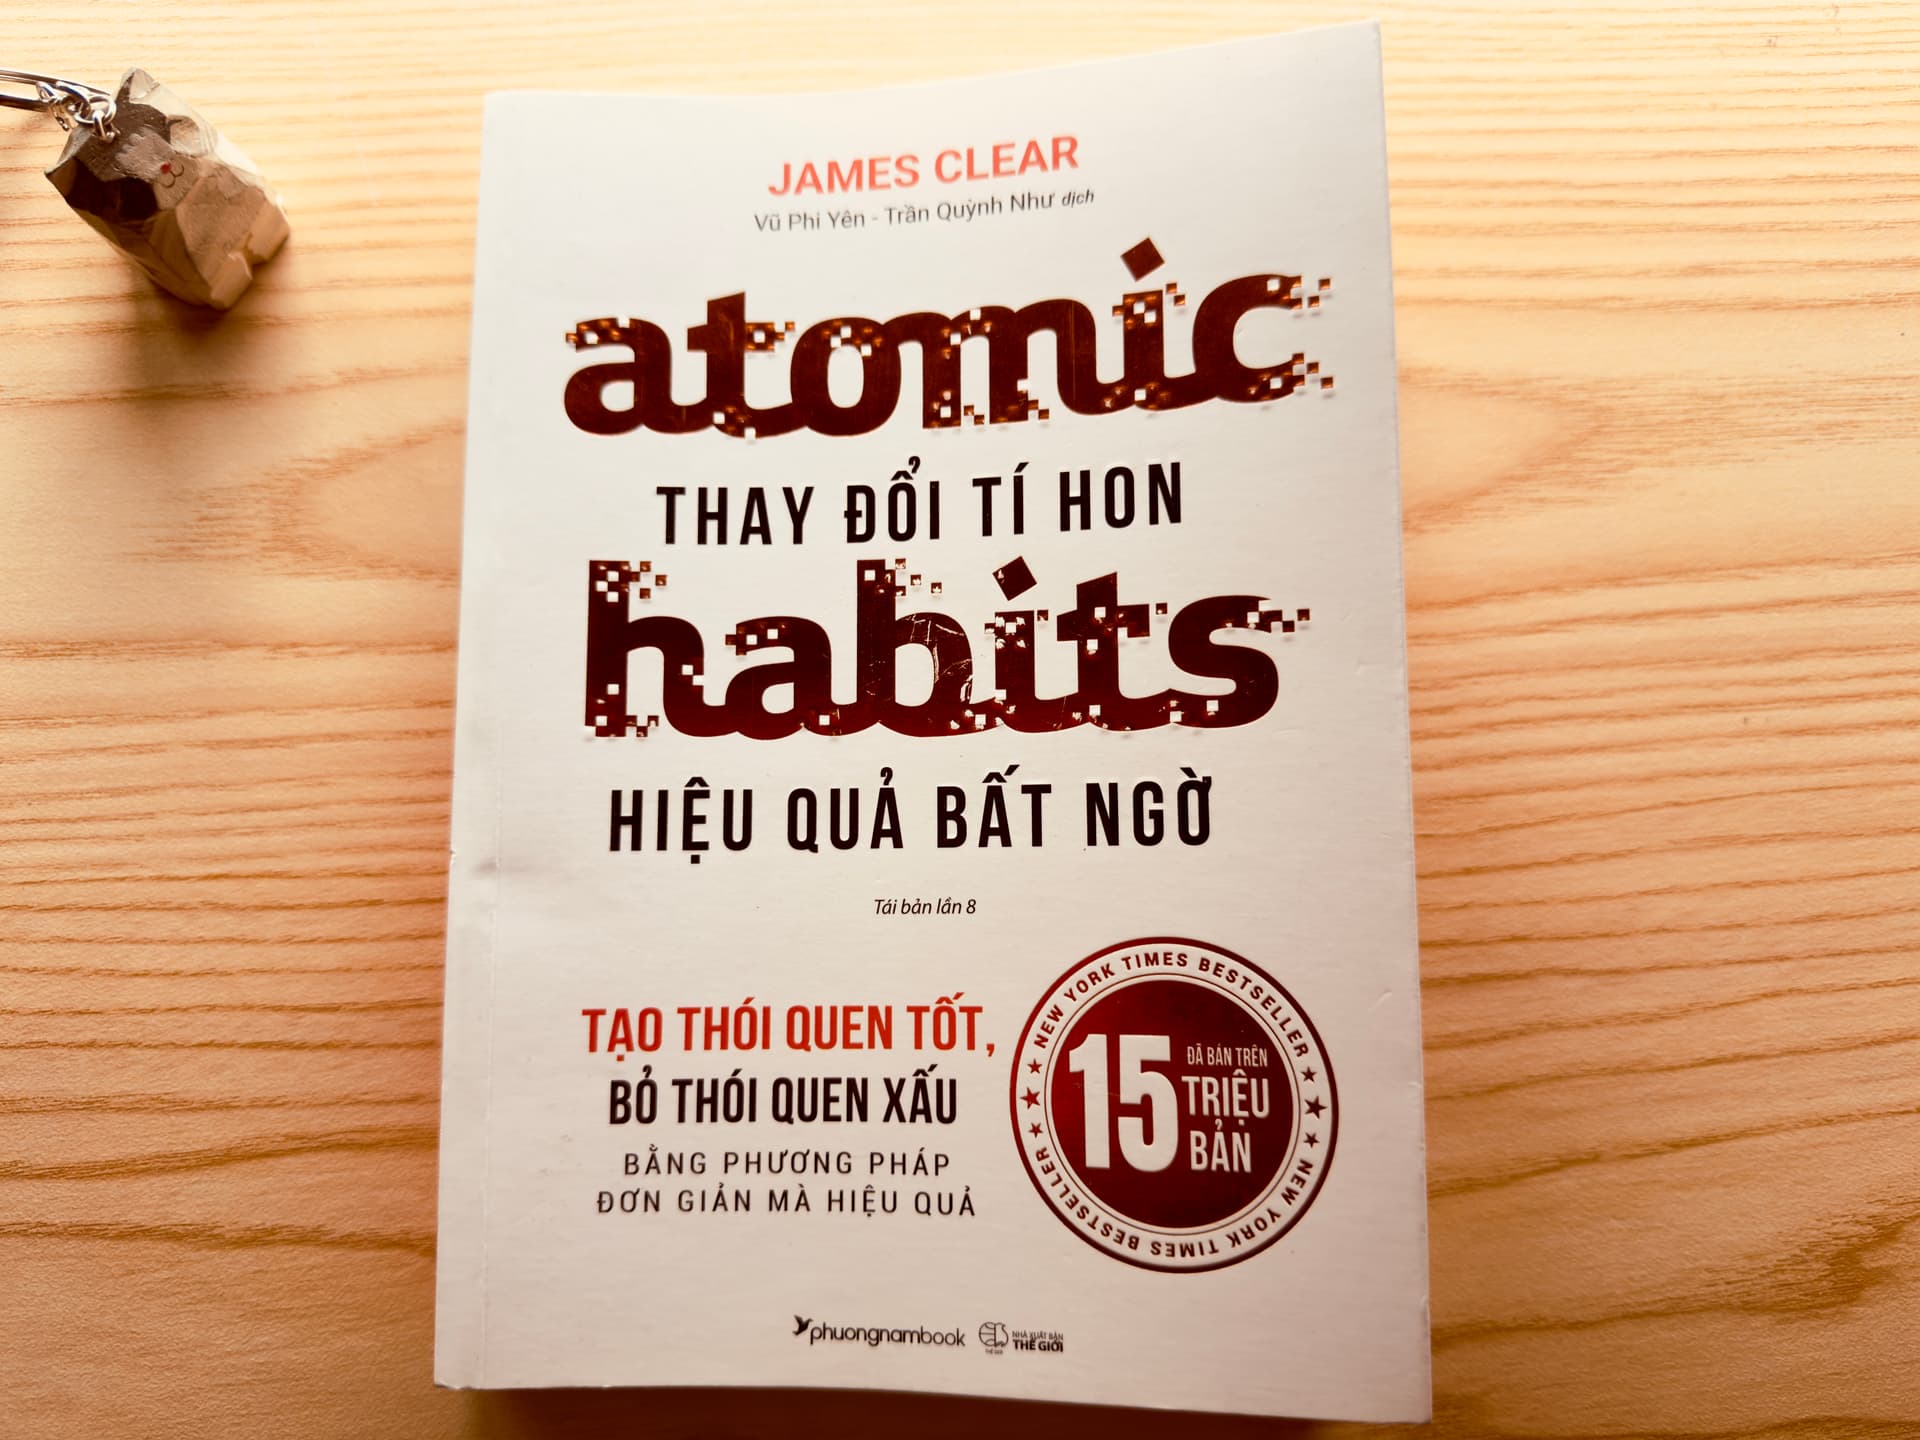 JAMES CLEAR
Vũ Phi Yên - Trần Quỳnh Như dịch
atomic
THAY ĐỔI TÍ HON
habits
HIỆU QUẢ BẤT NGỜ
Tái bản lần 8
TẠO THÓI QUEN TỐT,
BỎ THÓI QUEN XẤU
BẰNG PHƯƠNG PHÁP
ĐƠN GIẢN MÀ HIỆU QUẢ
NEW YORK TIMES BESTSELLER
15
ĐÃ BÁN TRÊN
TRIỆU
BẢN
NEW YORK TIMES BESTSELLER
phuongnambook
NHÀ XUẤT BẢN
THẾ GIỚI
THẾ GIỚI